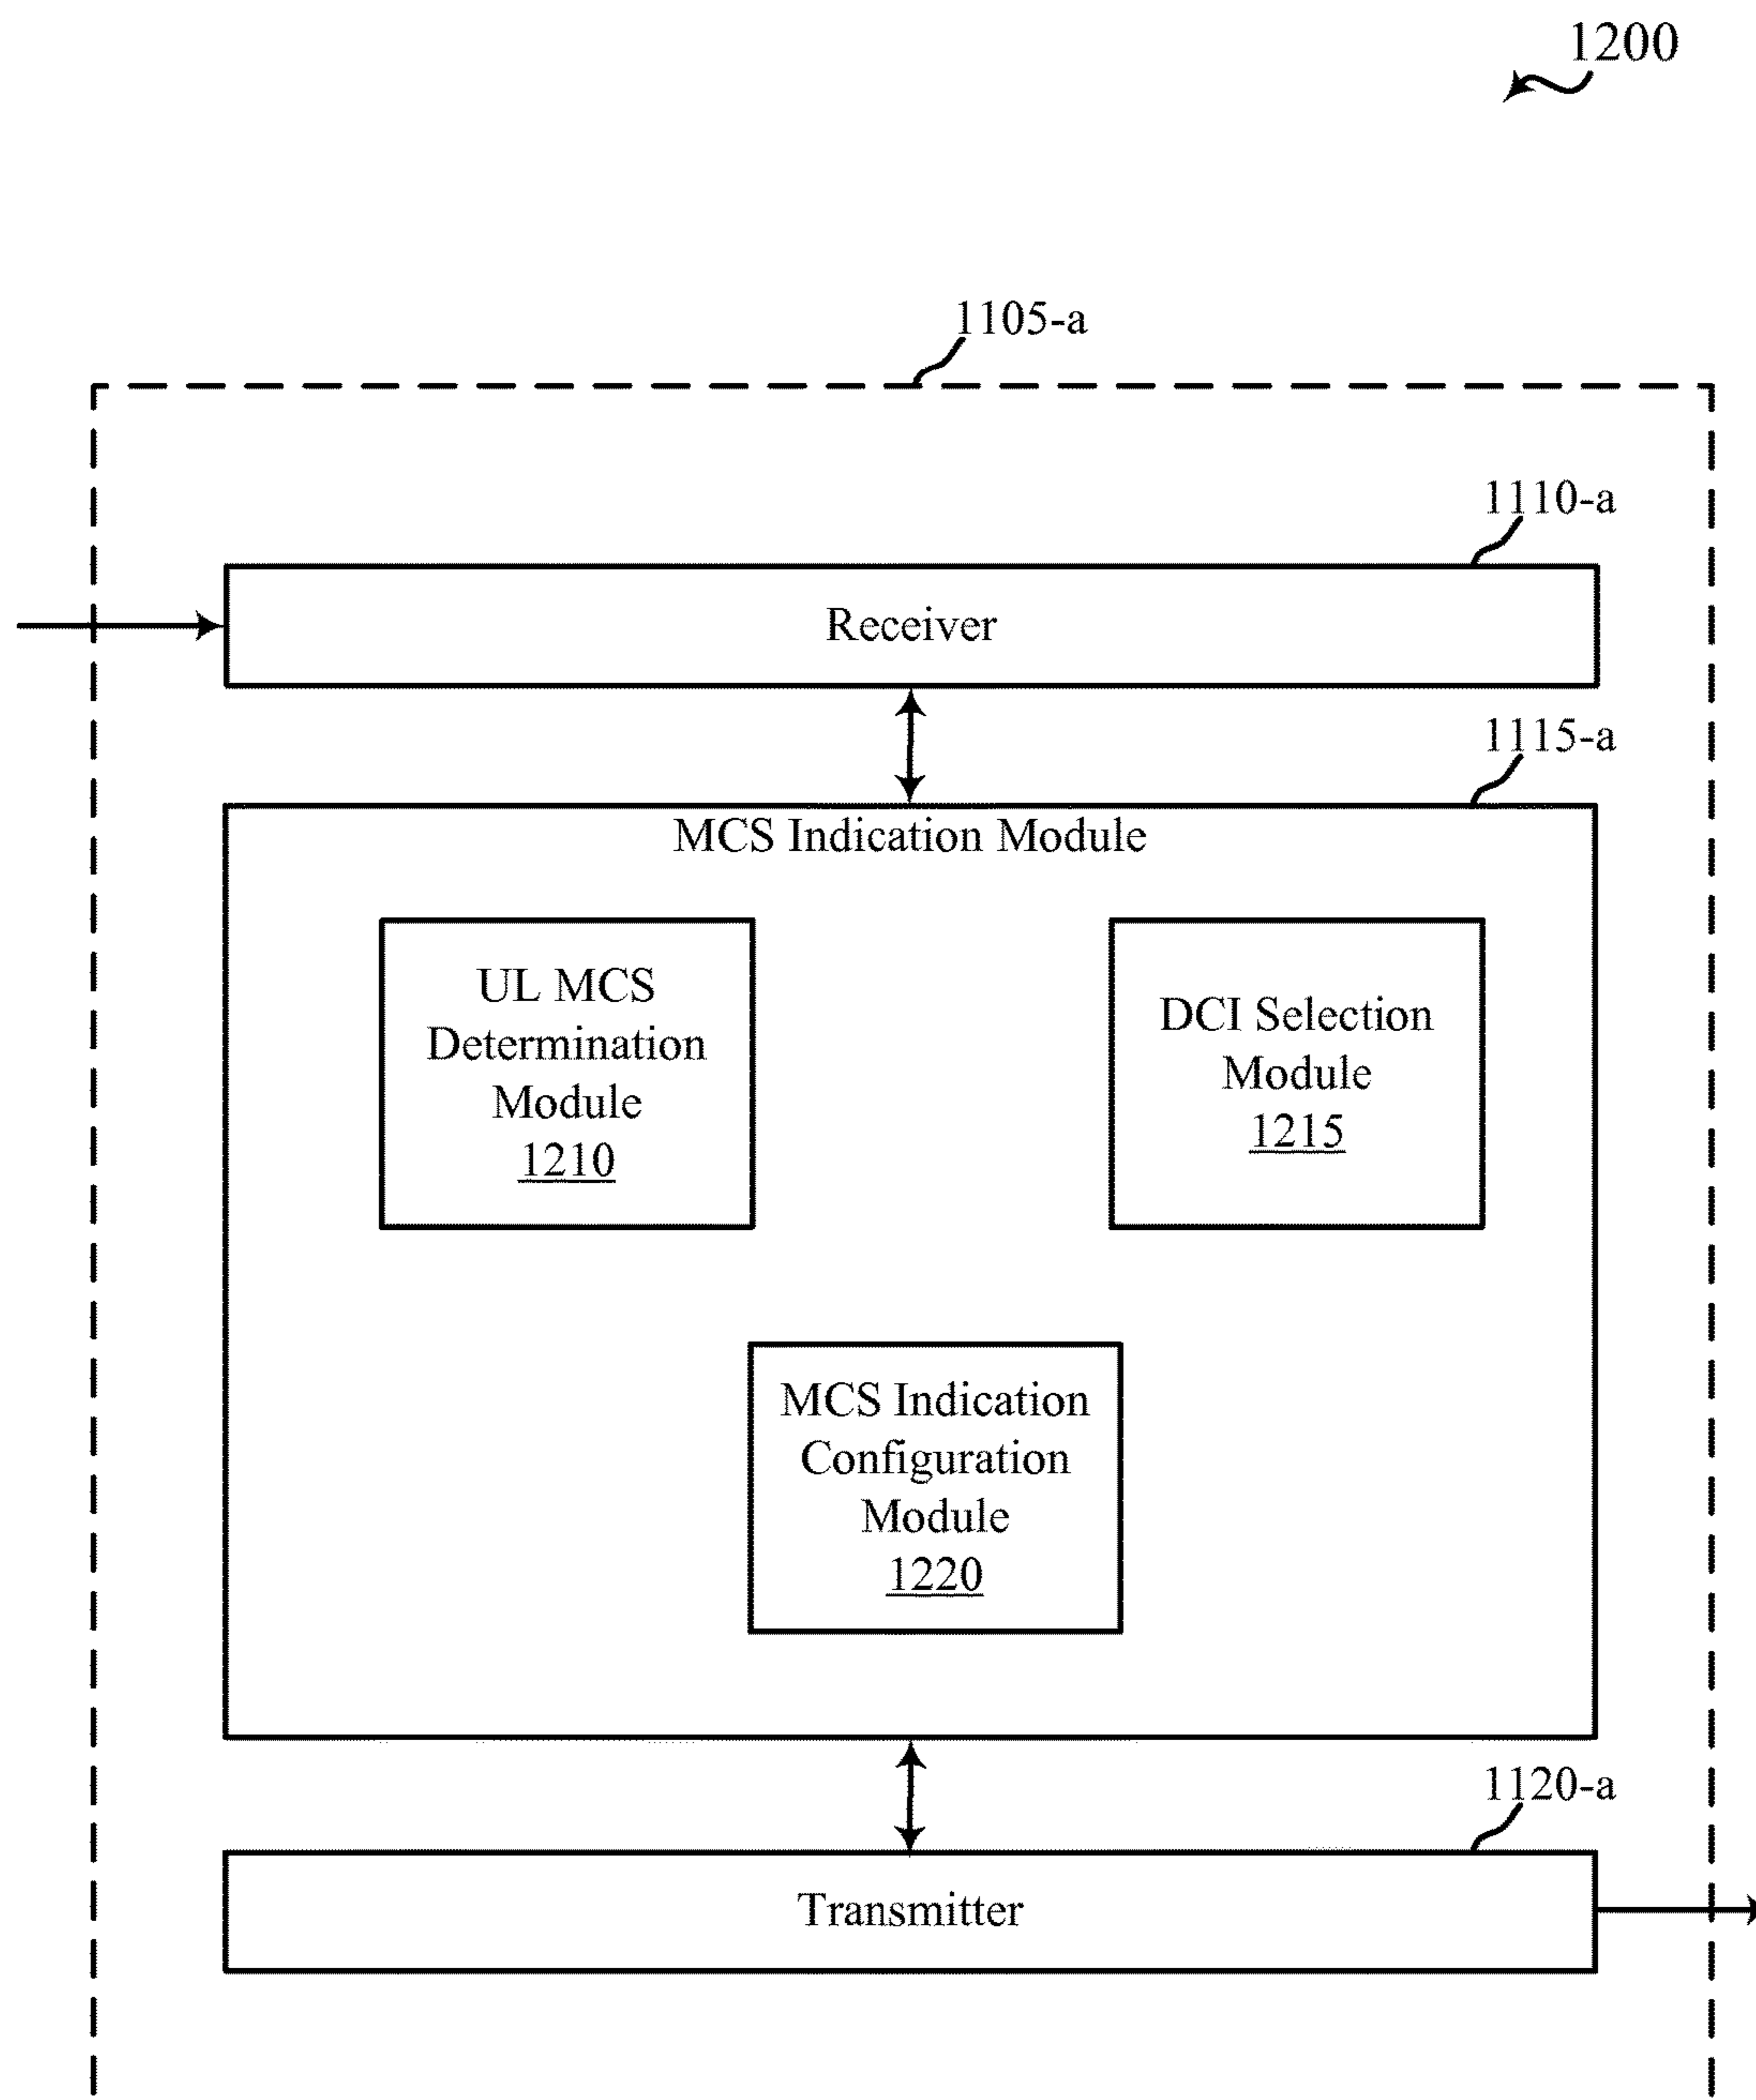 1200
1105-a
1110-a
Receiver
1115-a
MCS Indication Module
UL MCS
Determination
Module
1210
DCI Selection
Module
1215
MCS Indication
Configuration
Module
1220
1120-a
Transmitter